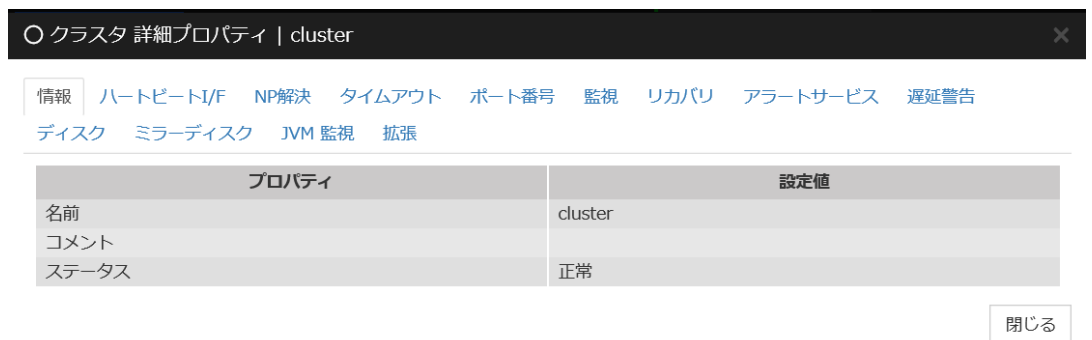 クラスタ 詳細プロパティ | cluster ×
情報 ハートビートI/F NP解決 タイムアウト ポート番号 監視 リカバリ アラートサービス 遅延警告
ディスク ミラーディスク JVM 監視 拡張
プロパティ 設定値
名前 cluster
コメント
ステータス 正常
閉じる